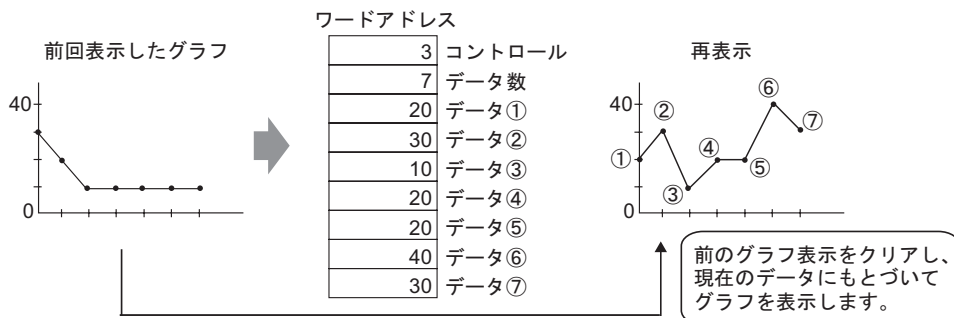 ワードアドレス
前回表示したグラフ
再表示
3 コントロール
7 データ数
20 データ①
30 データ②
10 データ③
20 データ④
20 データ⑤
40 データ⑥
30 データ⑦
40
0
40
0
①
②
③
④
⑤
⑥
⑦
前のグラフ表示をクリアし、
現在のデータにもとづいて
グラフを表示します。